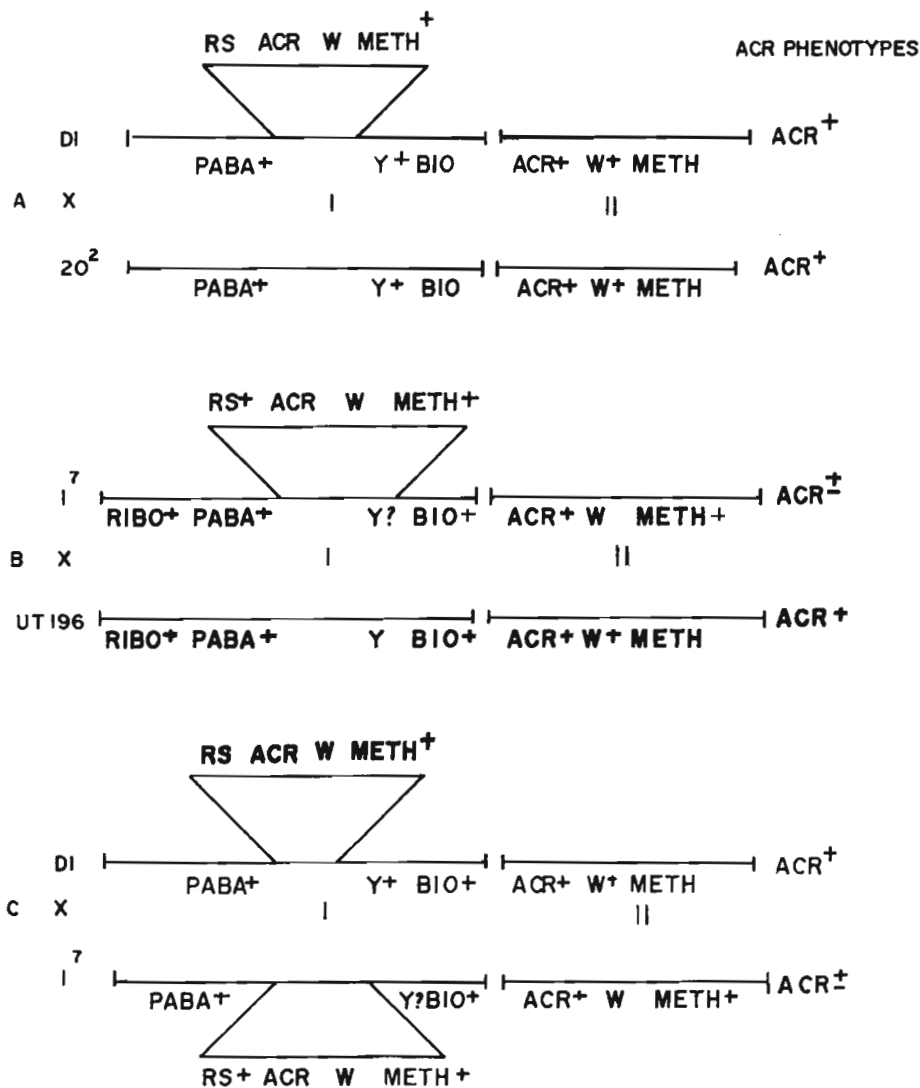 RS ACR W METH+
ACR PHENOTYPES
D1 ACR+
PABA+ Y+ BIO ACR+ W+ METH
A X I II
20² ACR+
PABA+ Y+ BIO ACR+ W+ METH
RS+ ACR W METH+
I⁷ ACR±
RIBO+ PABA+ Y? BIO+ ACR+ W METH+
B X I II
UT196 ACR+
RIBO+ PABA+ Y BIO+ ACR+ W+ METH
RS ACR W METH+
D1 ACR+
PABA+ Y+ BIO+ ACR+ W+ METH
C X I II
I⁷ ACR±
PABA+ Y? BIO+ ACR+ W METH+
RS+ ACR W METH+